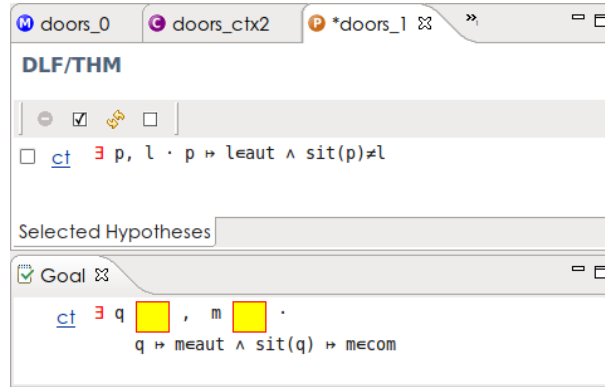 doors_0 doors_ctx2 *doors_1
DLF/THM
ct ∃ p, l · p ↦ l∈aut ∧ sit(p)≠l
Selected Hypotheses
Goal
ct ∃ q , m ·
q ↦ m∈aut ∧ sit(q) ↦ m∈com